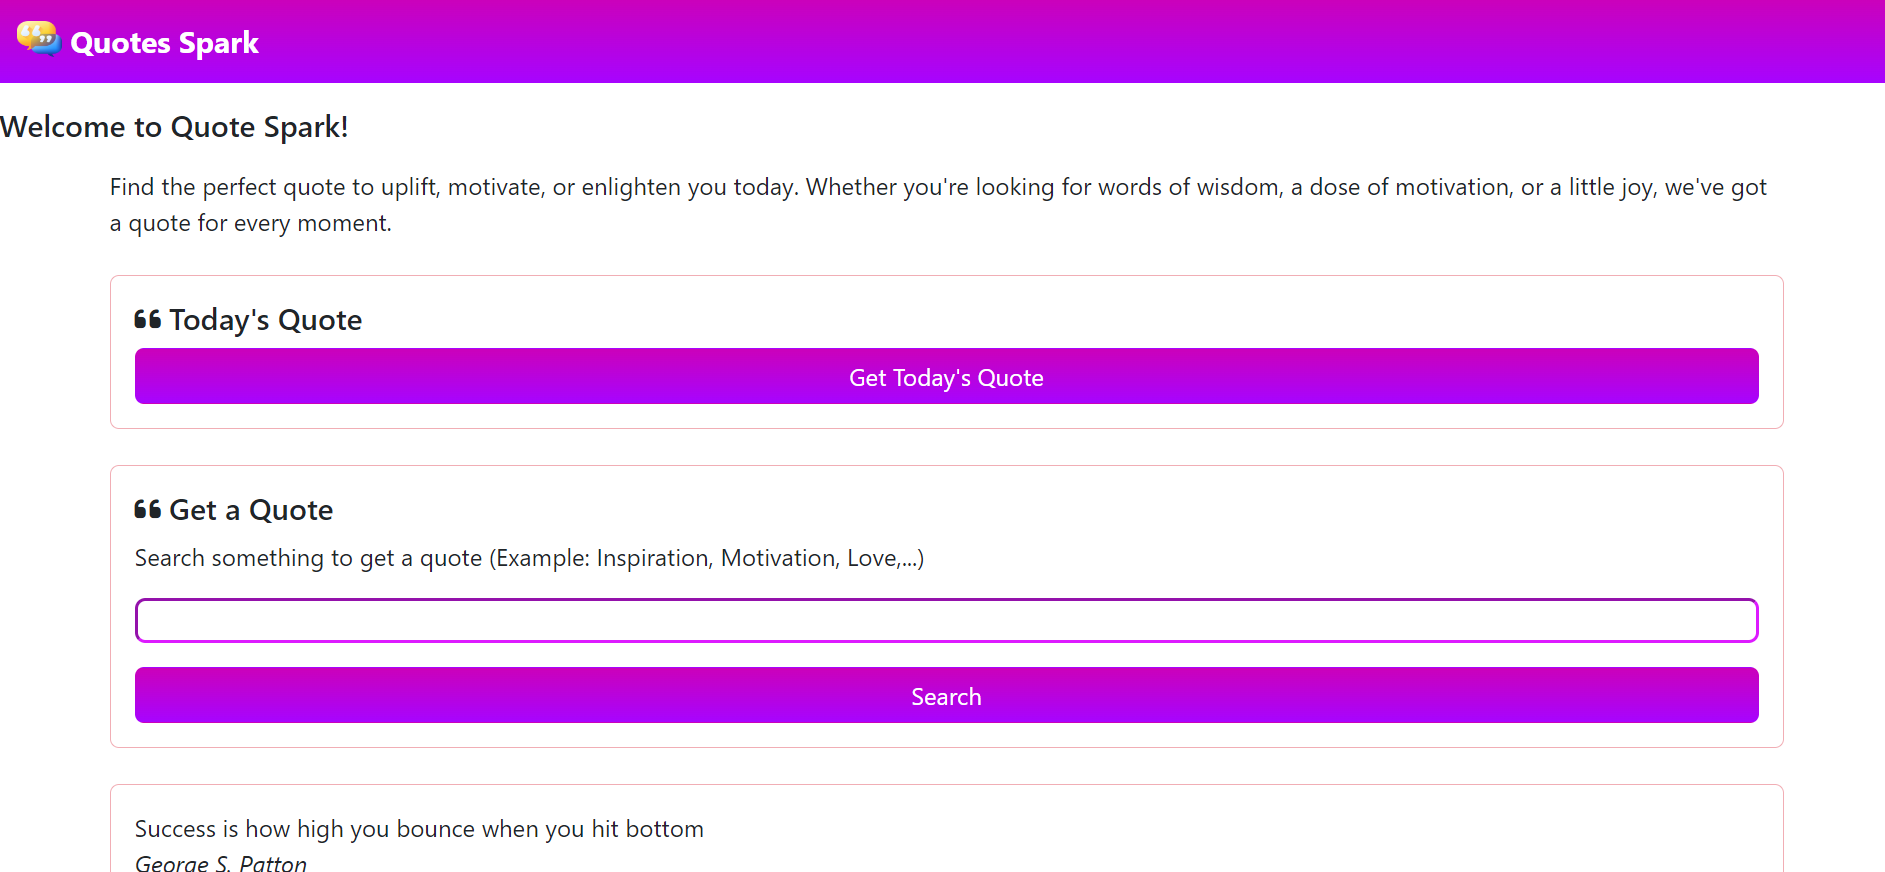 Quotes Spark
Welcome to Quote Spark!
Find the perfect quote to uplift, motivate, or enlighten you today. Whether you're looking for words of wisdom, a dose of motivation, or a little joy, we've got
a quote for every moment.
Today's Quote
Get Today's Quote
Get a Quote
Search something to get a quote (Example: Inspiration, Motivation, Love,...)
Search
Success is how high you bounce when you hit bottom
George S. Patton